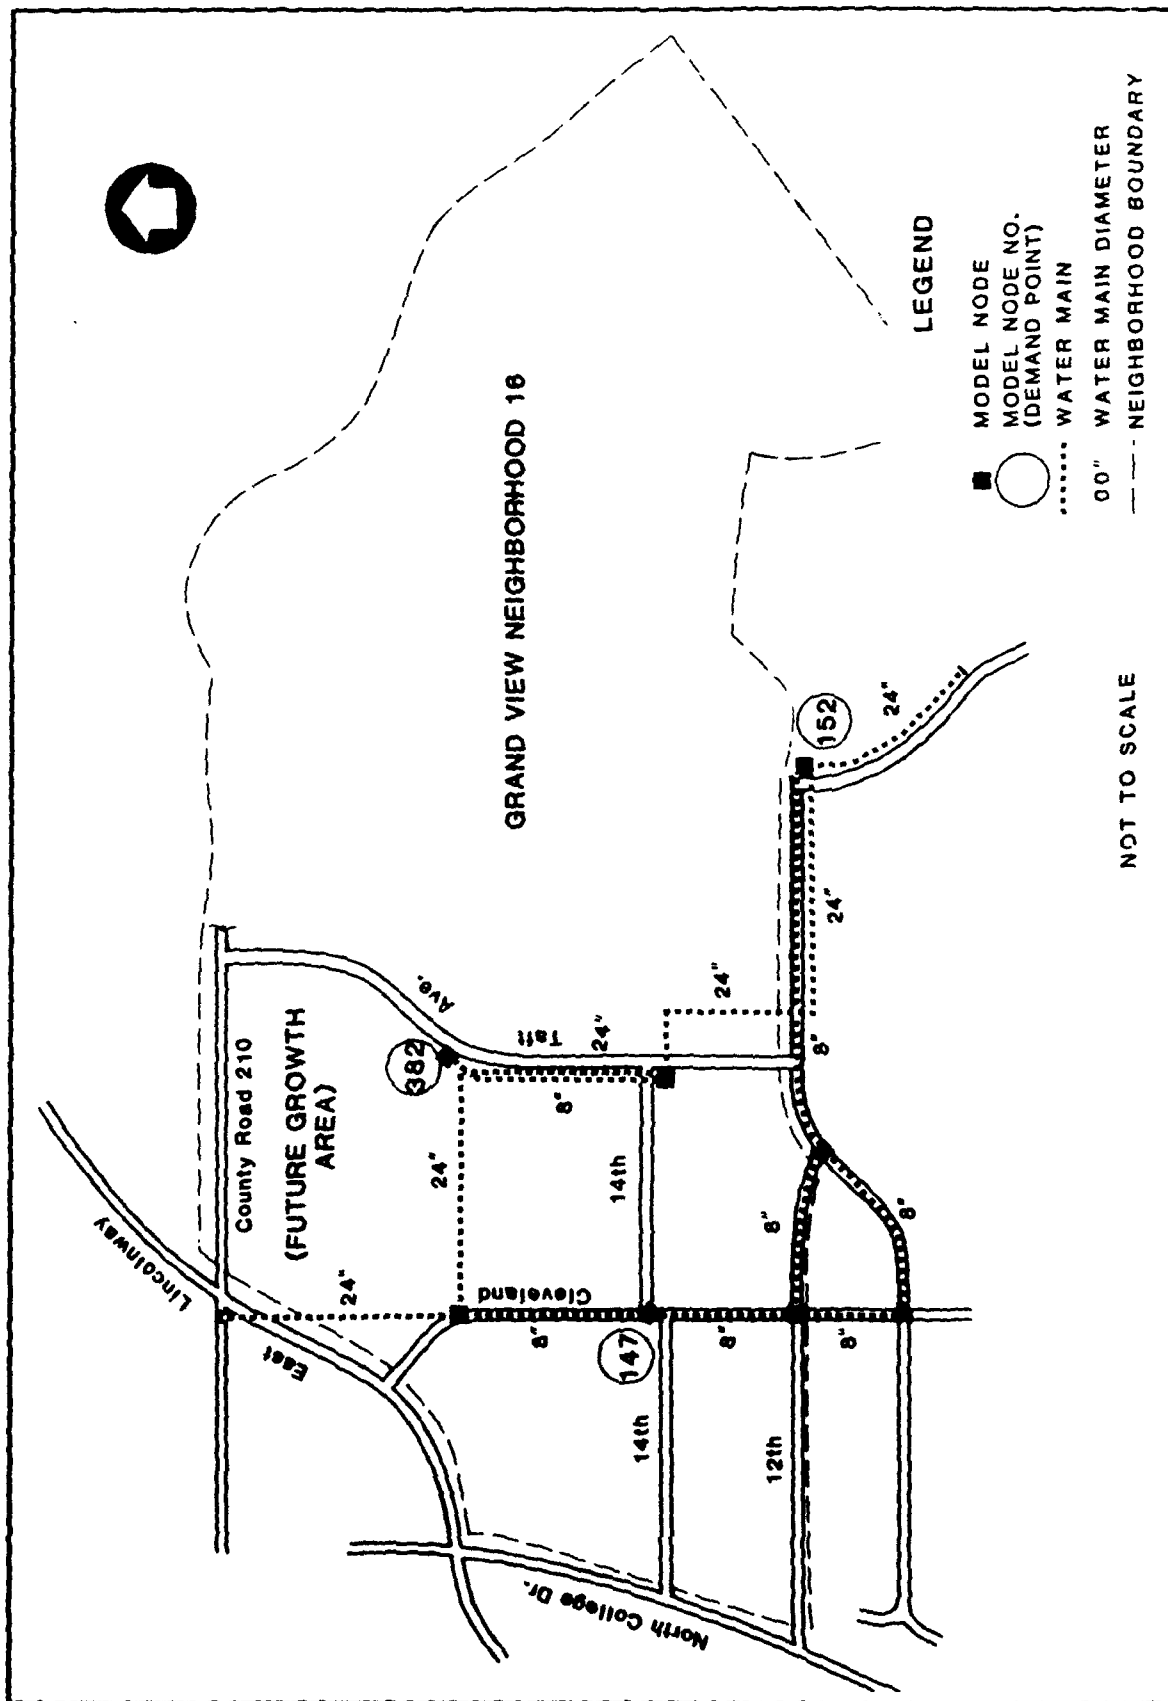 GRAND VIEW NEIGHBORHOOD 16
County Road 210
(FUTURE GROWTH
AREA)
East
Lincolnway
24"
24"
382
Taft
Ave.
24"
8"
24"
Cleveland
8"
147
14th
14th
8"
8"
12th
8"
8"
8"
24"
152
24"
North College Dr.
LEGEND
MODEL NODE
MODEL NODE NO.
(DEMAND POINT)
WATER MAIN
00" WATER MAIN DIAMETER
NEIGHBORHOOD BOUNDARY
NOT TO SCALE